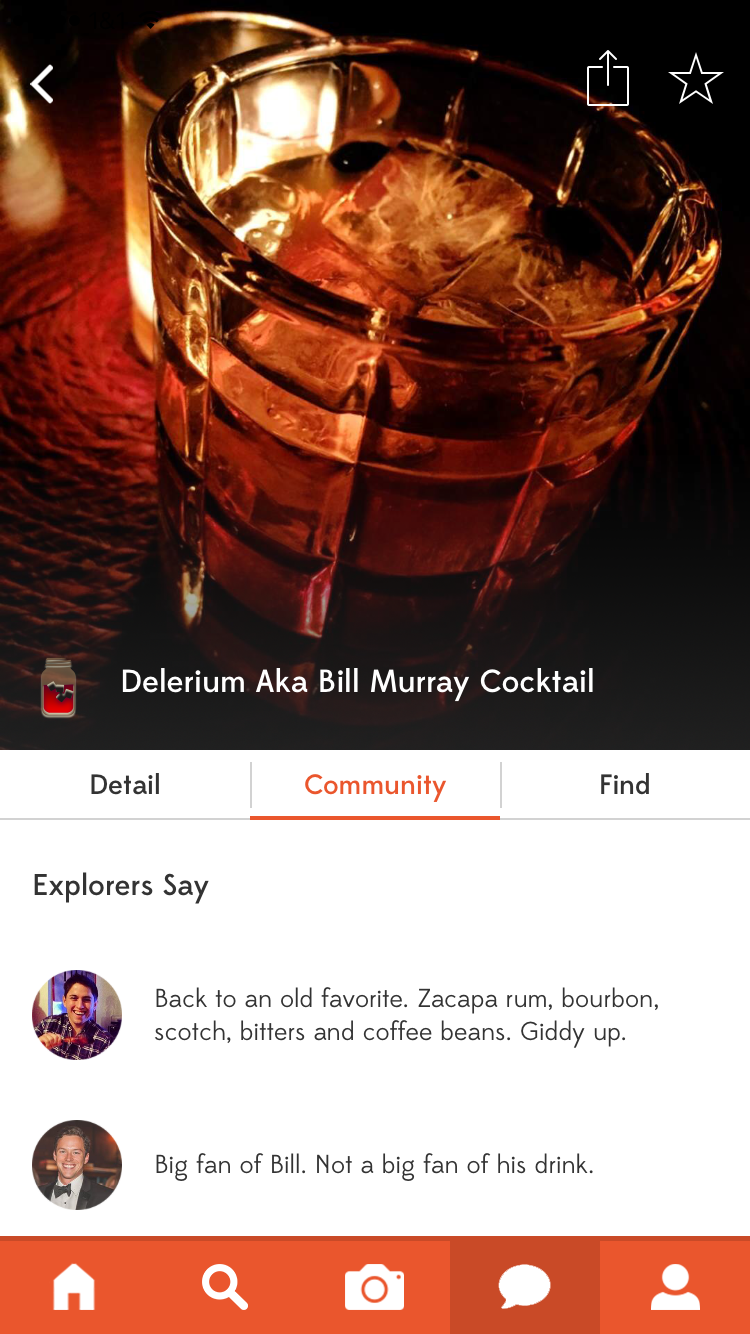 Delerium Aka Bill Murray Cocktail
Detail
Community
Find
Explorers Say
Back to an old favorite. Zacapa rum, bourbon,
scotch, bitters and coffee beans. Giddy up.
Big fan of Bill. Not a big fan of his drink.